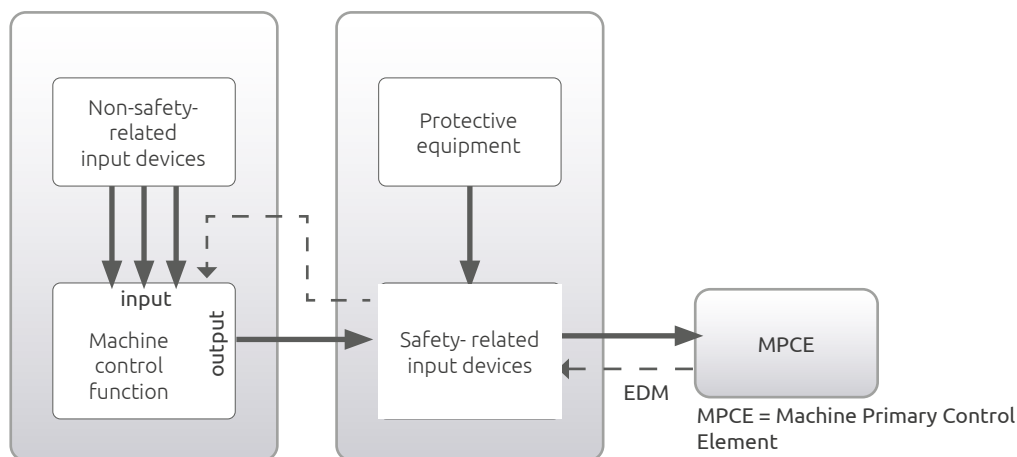 Non-safety-
related
input devices
Protective
equipment
input
output
Machine
control
function
Safety- related
input devices
MPCE
EDM
MPCE = Machine Primary Control
Element